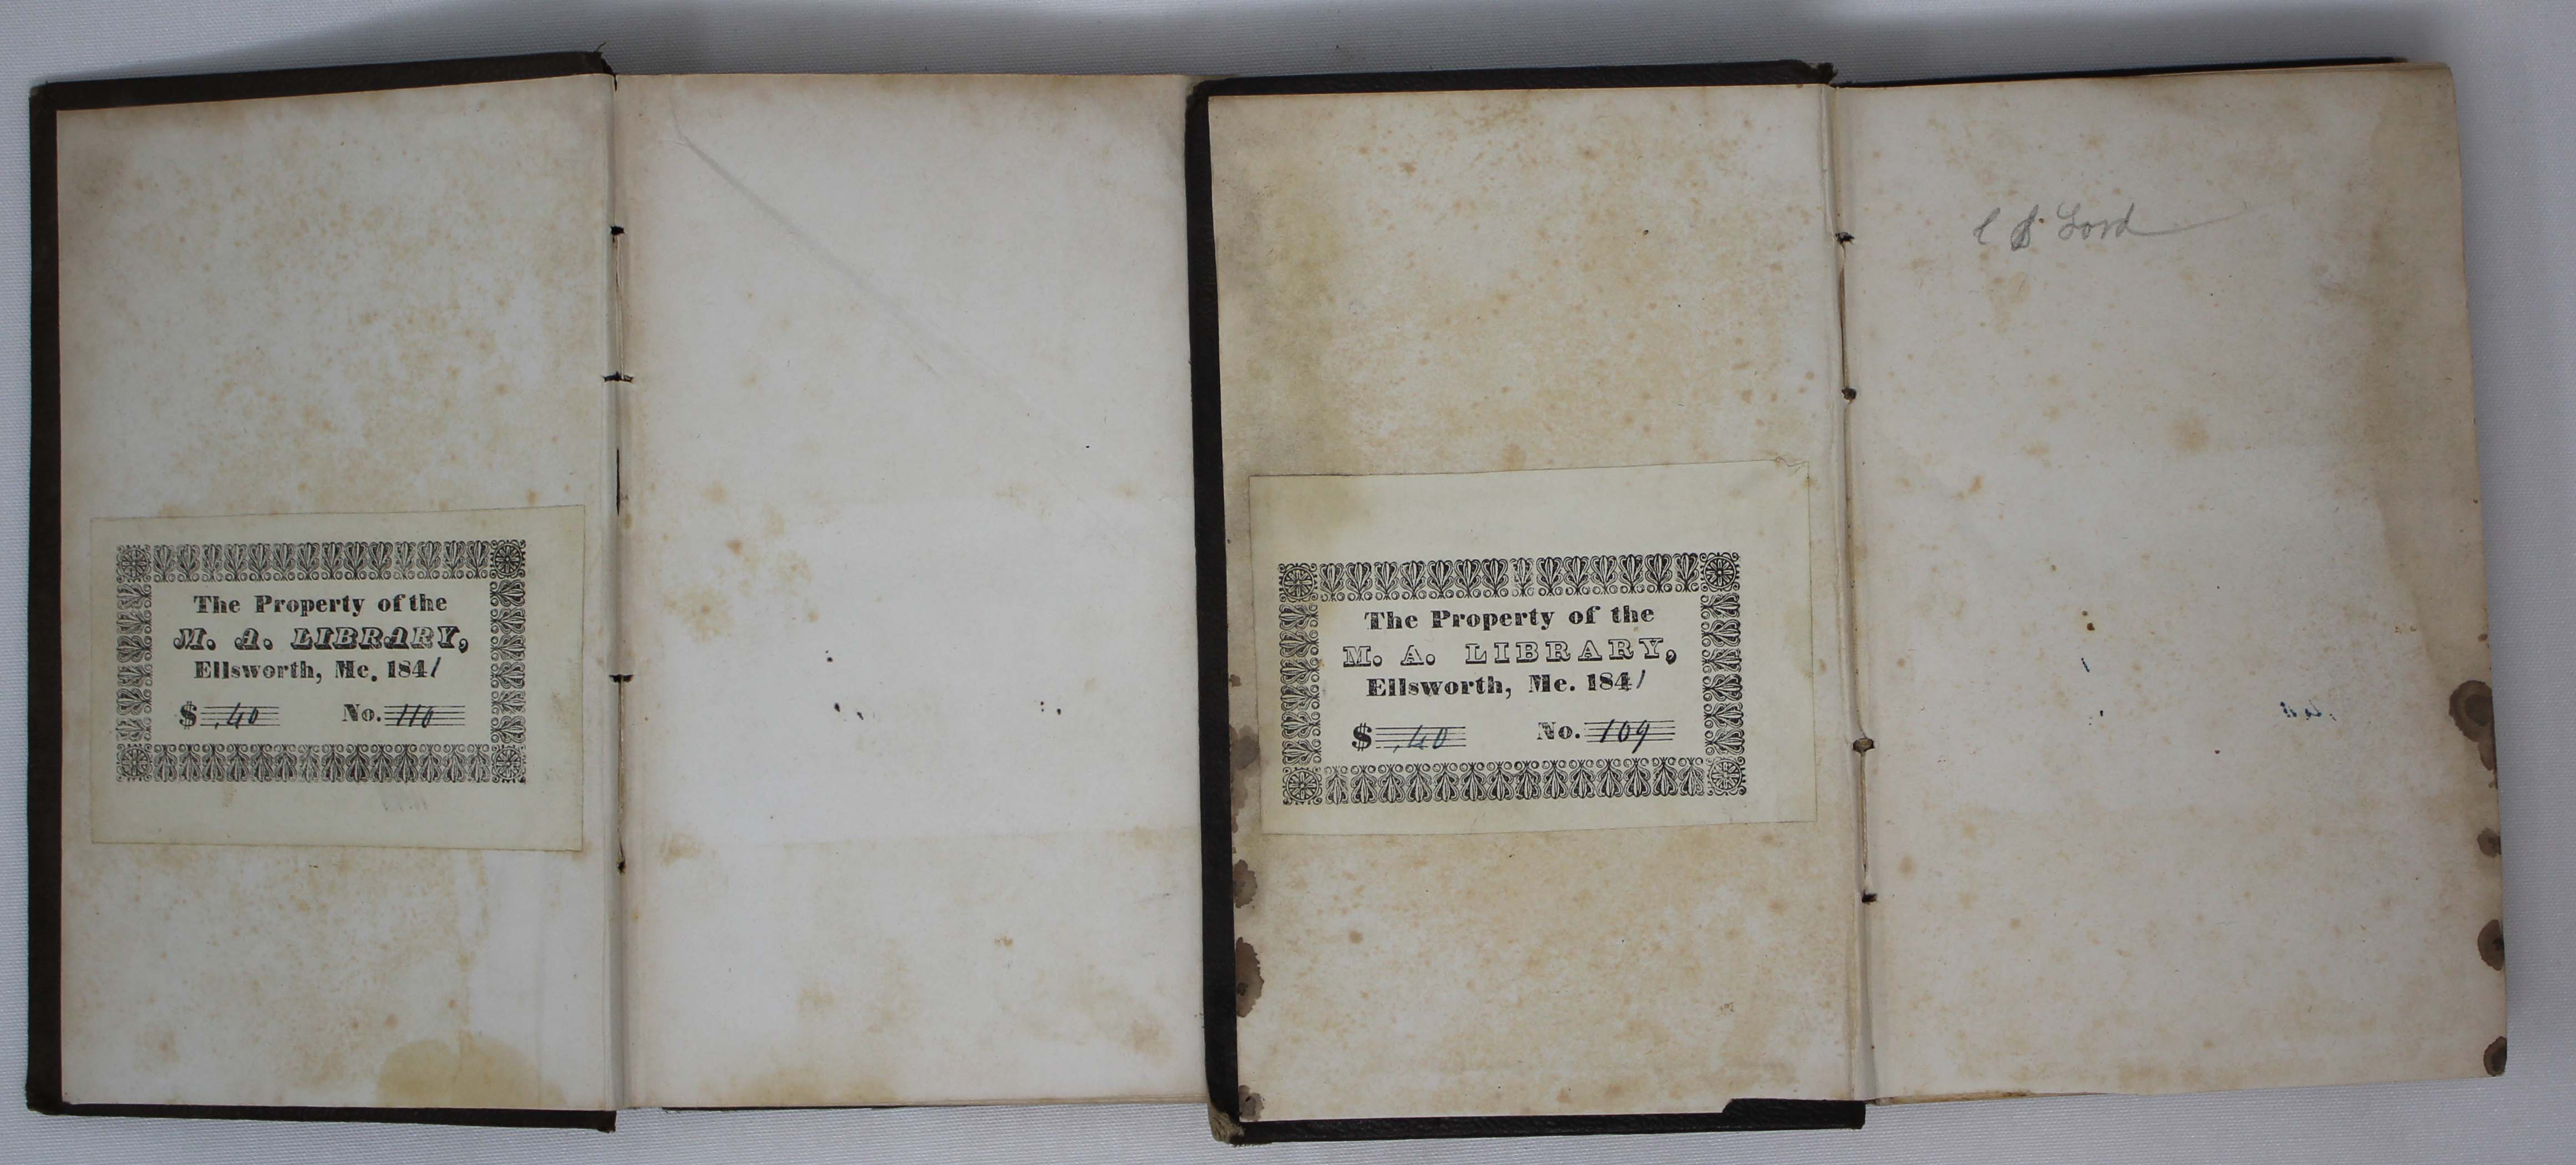 The Property of the
M. A. LIBRARY,
Ellsworth, Me. 1841
$ .40 No. 110
The Property of the
M. A. LIBRARY,
Ellsworth, Me. 1841
$ .40 No. 109
Lord